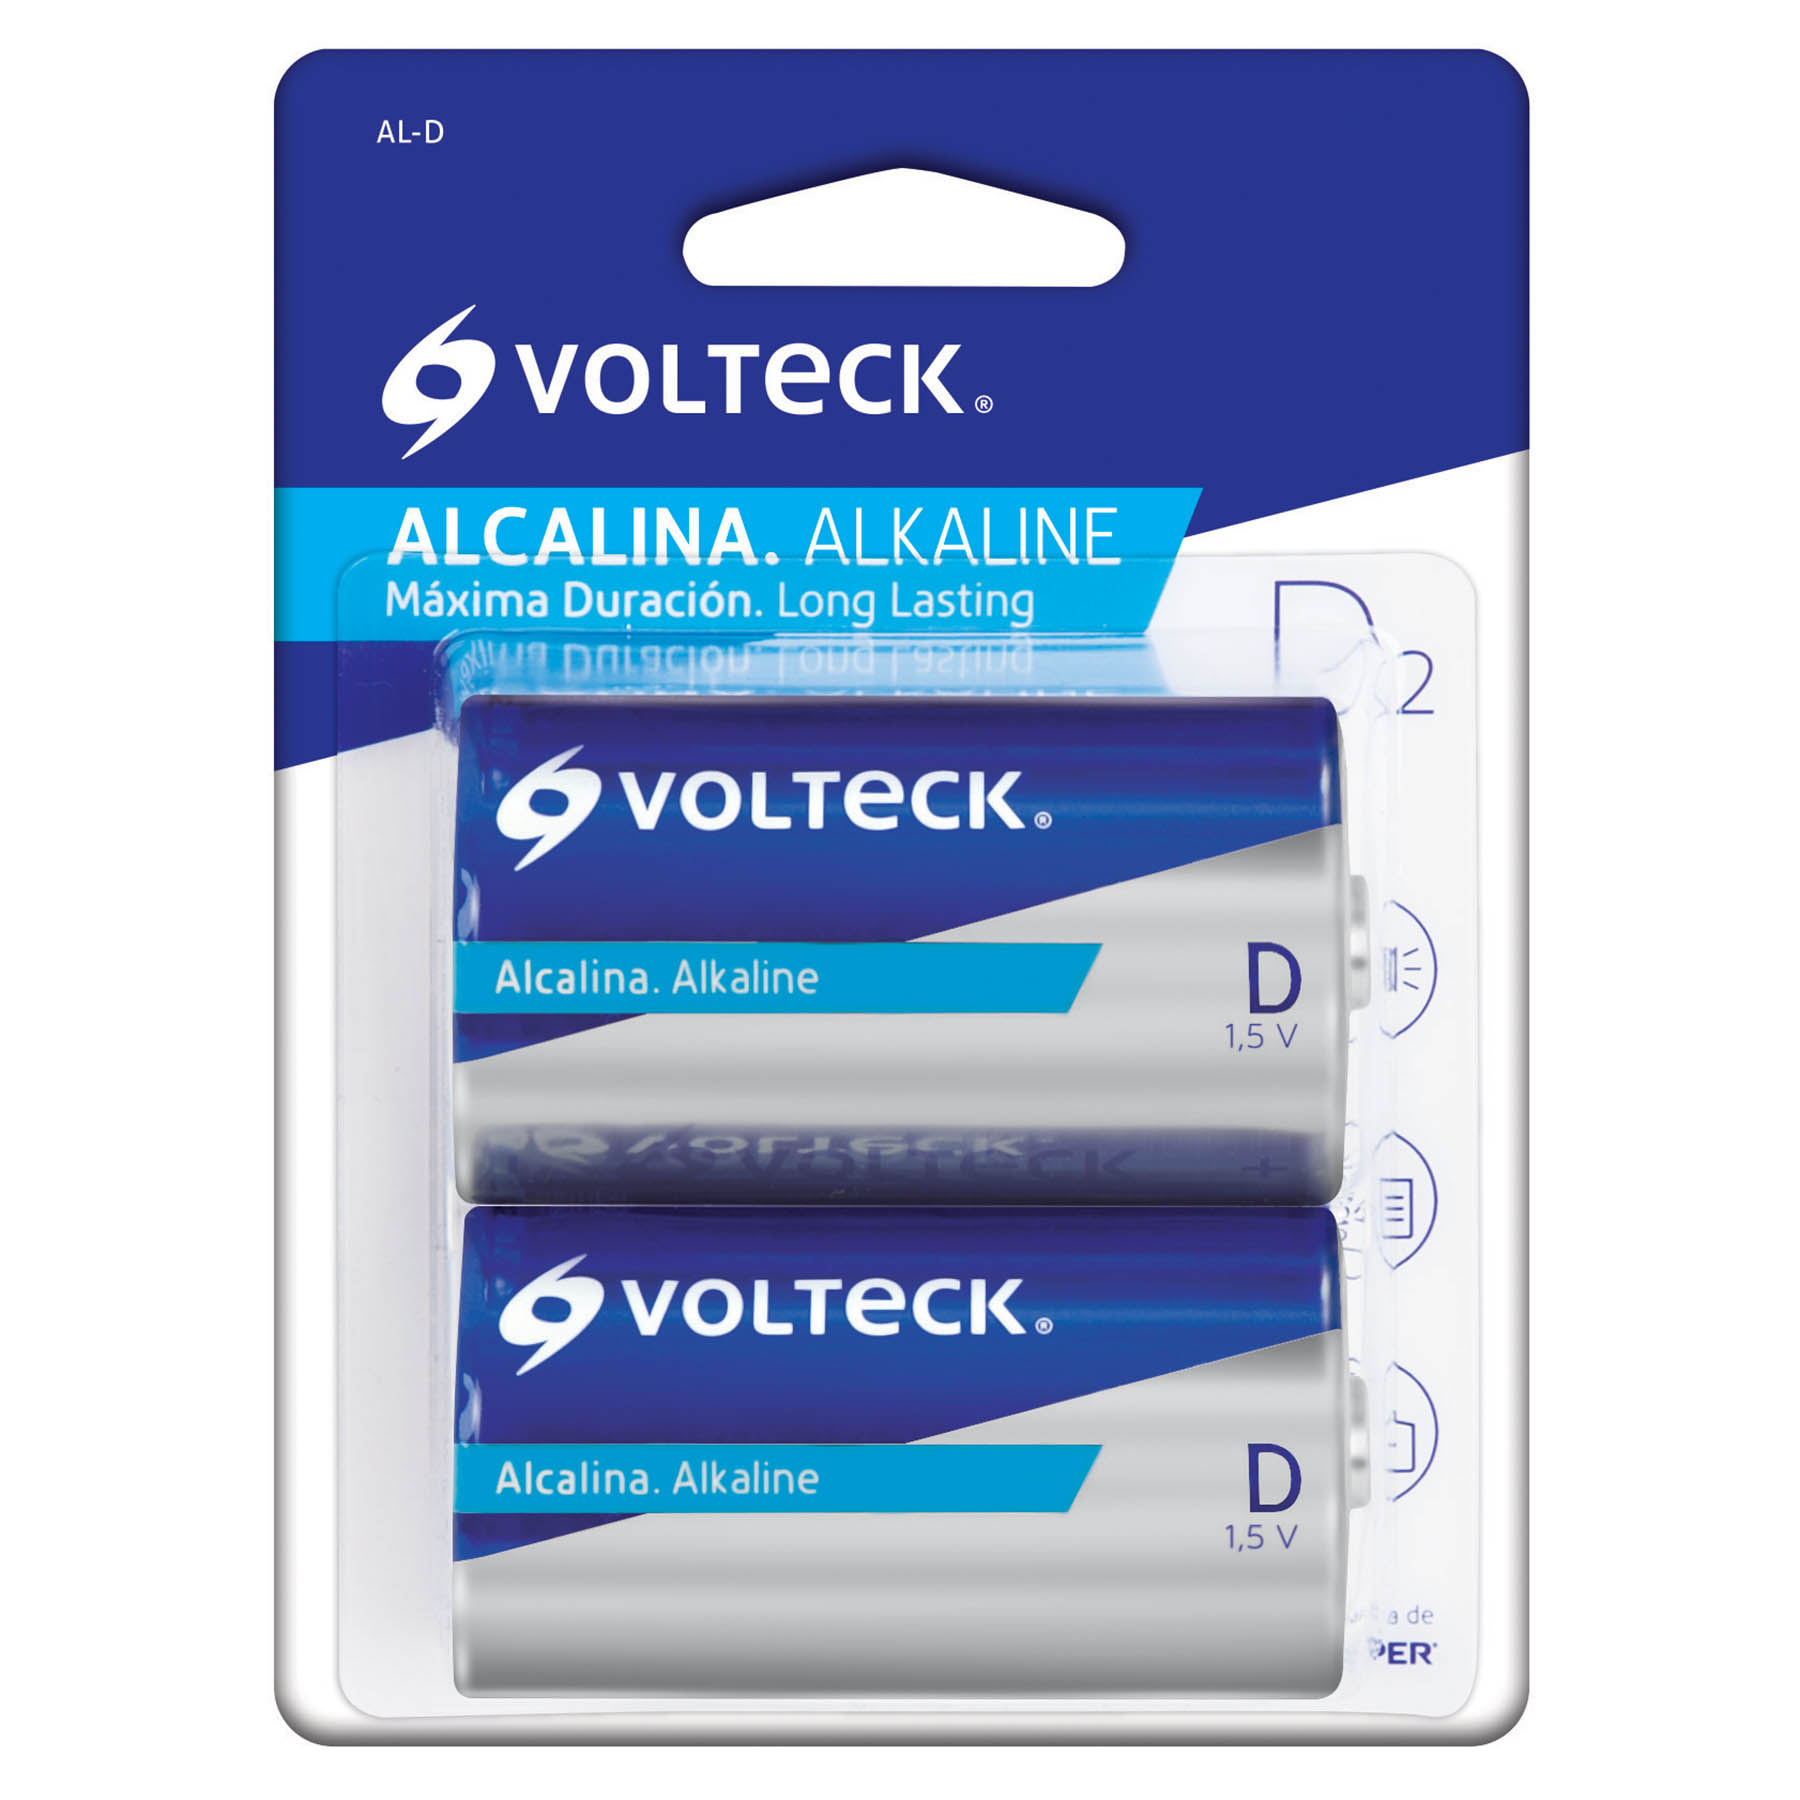 AL-D
VOLTECK®
ALCALINA. ALKALINE
Máxima Duración. Long Lasting
D 2
VOLTECK®
Alcalina. Alkaline
D
1,5 V
VOLTECK®
Alcalina. Alkaline
D
1,5 V
de